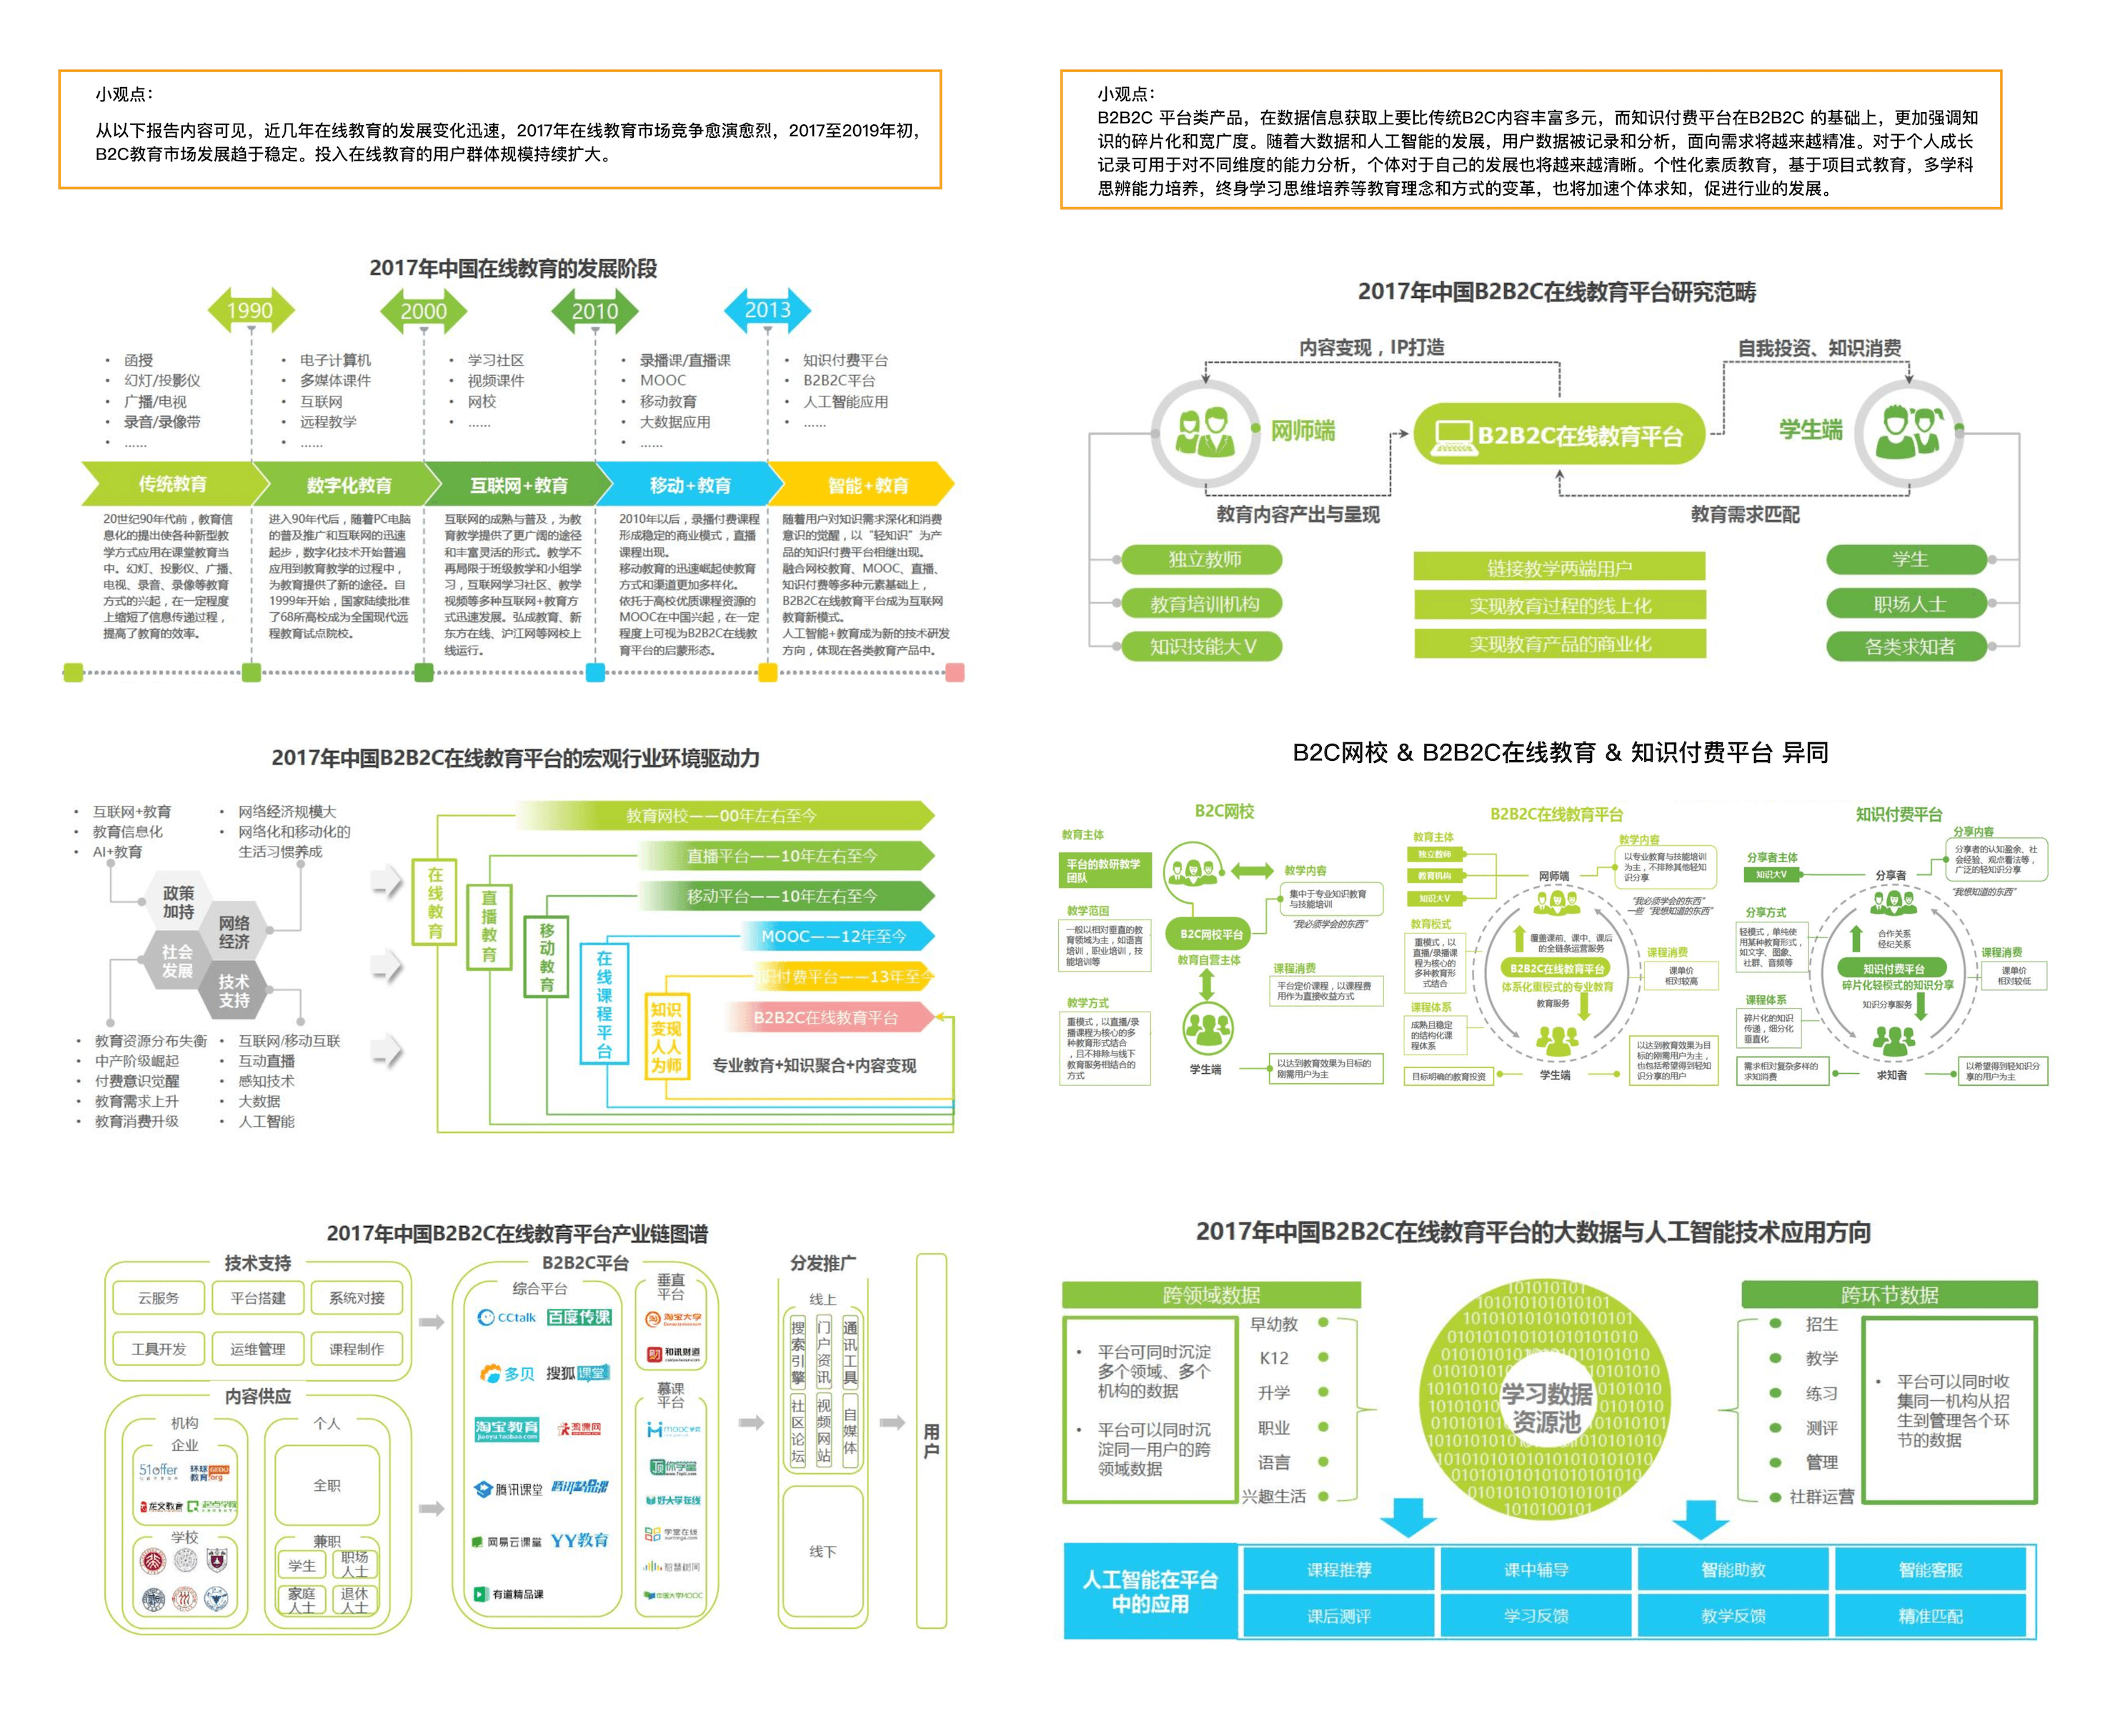 小观点：
从以下报告内容可见，近几年在线教育的发展变化迅速，2017年在线教育市场竞争愈演愈烈，2017至2019年初，
B2C教育市场发展趋于稳定。投入在线教育的用户群体规模持续扩大。
小观点：
B2B2C 平台类产品，在数据信息获取上要比传统B2C内容丰富多元，而知识付费平台在B2B2C 的基础上，更加强调知
识的碎片化和宽广度。随着大数据和人工智能的发展，用户数据被记录和分析，面向需求将越来越精准。对于个人成长
记录可用于对不同维度的能力分析，个体对于自己的发展也将越来越清晰。个性化素质教育，基于项目式教育，多学科
思辨能力培养，终身学习思维培养等教育理念和方式的变革，也将加速个体求知，促进行业的发展。
2017年中国在线教育的发展阶段
1990
2000
2010
2013
• 函授
• 幻灯/投影仪
• 广播/电视
• 录音/录像带
• ......
• 电子计算机
• 多媒体课件
• 互联网
• 远程教学
• ......
• 学习社区
• 视频课件
• 网校
• ......
• 录播课/直播课
• MOOC
• 移动教育
• 大数据应用
• ......
• 知识付费平台
• B2B2C平台
• 人工智能应用
• ......
传统教育
数字化教育
互联网+教育
移动+教育
智能+教育
20世纪90年代前，教育信
息化的提出使各种新型教
学方式应用在课堂教育当
中。幻灯、投影仪、广播、
电视、录音、录像等教育
方式的兴起，在一定程度
上缩短了信息传递过程，
提高了教育的效率。
进入90年代后，随着PC电脑
的普及推广和互联网的迅速
起步，数字化技术开始普遍
应用到教育教学的过程中，
为教育提供了新的途径。自
1999年开始，国家陆续批准
了68所高校成为全国现代远
程教育试点院校。
互联网的成熟与普及，为教
育教学提供了更广阔的途径
和丰富灵活的形式。教学不
再局限于班级教学和小组学
习，互联网学习社区、教学
视频等多种互联网+教育方
式迅速发展。弘成教育、新
东方在线、沪江网等网校上
线运行。
2010年以后，录播付费课程
形成稳定的商业模式，直播
课程出现。
移动教育的迅速崛起使教育
方式和渠道更加多样化。
依托于高校优质课程资源的
MOOC在中国兴起，在一定
程度上可视为B2B2C在线教
育平台的启蒙形态。
随着用户对知识需求深化和消费
意识的觉醒，以“轻知识”为产
品的知识付费平台相继出现。
融合网校教育、MOOC、直播、
知识付费等多种元素基础上，
B2B2C在线教育平台成为互联网
教育新模式。
人工智能+教育成为新的技术研发
方向，体现在各类教育产品中。
2017年中国B2B2C在线教育平台研究范畴
内容变现，IP打造
自我投资、知识消费
网师端
B2B2C在线教育平台
学生端
教育内容产出与呈现
教育需求匹配
独立教师
教育培训机构
知识技能大V
链接教学两端用户
实现教育过程的线上化
实现教育产品的商业化
学生
职场人士
各类求知者
2017年中国B2B2C在线教育平台的宏观行业环境驱动力
• 互联网+教育
• 教育信息化
• AI+教育
• 网络经济规模大
• 网络化和移动化的
生活习惯养成
政策
加持
网络
经济
社会
发展
技术
支持
• 教育资源分布失衡
• 中产阶级崛起
• 付费意识觉醒
• 教育需求上升
• 教育消费升级
• 互联网/移动互联
• 互动直播
• 感知技术
• 大数据
• 人工智能
在线教育
直播教育
移动教育
在线课程平台
知识
变现
人人
为师
教育网校——00年左右至今
直播平台——10年左右至今
移动平台——10年左右至今
MOOC——12年至今
识付费平台——13年至今
B2B2C在线教育平台
专业教育+知识聚合+内容变现
B2C网校 & B2B2C在线教育 & 知识付费平台 异同
B2C网校
教育主体
平台的教研教学
团队
教学范围
一般以相对垂直的教
育领域为主，如语言
培训，职业培训，技
能培训等
教学方式
重模式，以直播/录
播课程为核心的多
种教育形式结合
，且不排除与线下
教育服务相结合的
方式
教学内容
集中于专业知识教育
与技能培训
“我必须学会的东西”
B2C网校平台
教育自营主体
课程消费
平台定价课程，以课程费
用作为直接收益方式
学生端
以达到教育效果为目标的
刚需用户为主
B2B2C在线教育平台
教育主体
独立教师
教育机构
知识大V
教育模式
重模式，以
直播/录播课
程为核心的
多种教育形
式结合
课程体系
成熟且稳定
的结构化课
程体系
目标明确的教育投资
网师端
覆盖课前、课中、课后
的全链条运营服务
B2B2C在线教育平台
体系化重模式的专业教育
教育服务
学生端
教学内容
以专业教育与技能培训
为主，不排除其他轻知
识分享
“我必须学会的东西”
一些 “我想知道的东西”
课程消费
课单价
相对较高
以达到教育效果为目
标的刚需用户为主，
也包括希望得到轻知
识分享的用户
知识付费平台
分享者主体
知识大V
分享方式
轻模式，单纯使
用某种教育形式，
如文字、图象、
社群、音频等
课程体系
碎片化的知识
传递，细分化
垂直化
需求相对复杂多样的
求知消费
分享者
合作关系
经纪关系
知识付费平台
碎片化轻模式的知识分享
知识分享服务
求知者
分享内容
分享者的认知盈余、社
会经验、观点看法等，
广泛的轻知识分享
“我想知道的东西”
课程消费
课单价
相对较低
以希望得到轻知识分
享的用户为主
2017年中国B2B2C在线教育平台产业链图谱
技术支持
云服务
平台搭建
系统对接
工具开发
运维管理
课程制作
内容供应
机构
企业
51offer
环球
教育.org
龙文教育
学校
个人
全职
兼职
学生
职场
人士
家庭
人士
退休
人士
B2B2C平台
综合平台
CCtalk
百度传课
多贝
搜狐课堂
淘宝教育
jiaoyu.taobao.com
腾讯课堂
腾讯精品课
网易云课堂
YY教育
有道精品课
垂直
平台
淘宝大学
和讯财道
慕课
平台
顶你学堂
好大学在线
学堂在线
智慧树网
中国大学MOOC
分发推广
线上
搜索引擎
门户资讯
通讯工具
社区论坛
视频网站
自媒体
线下
用户
2017年中国B2B2C在线教育平台的大数据与人工智能技术应用方向
跨领域数据
• 平台可同时沉淀
多个领域、多个
机构的数据
• 平台可以同时沉
淀同一用户的跨
领域数据
早幼教
K12
升学
职业
语言
兴趣生活
学习数据
资源池
跨环节数据
招生
教学
练习
测评
管理
社群运营
• 平台可以同时收
集同一机构从招
生到管理各个环
节的数据
人工智能在平台
中的应用
课程推荐
课中辅导
智能助教
智能客服
课后测评
学习反馈
教学反馈
精准匹配